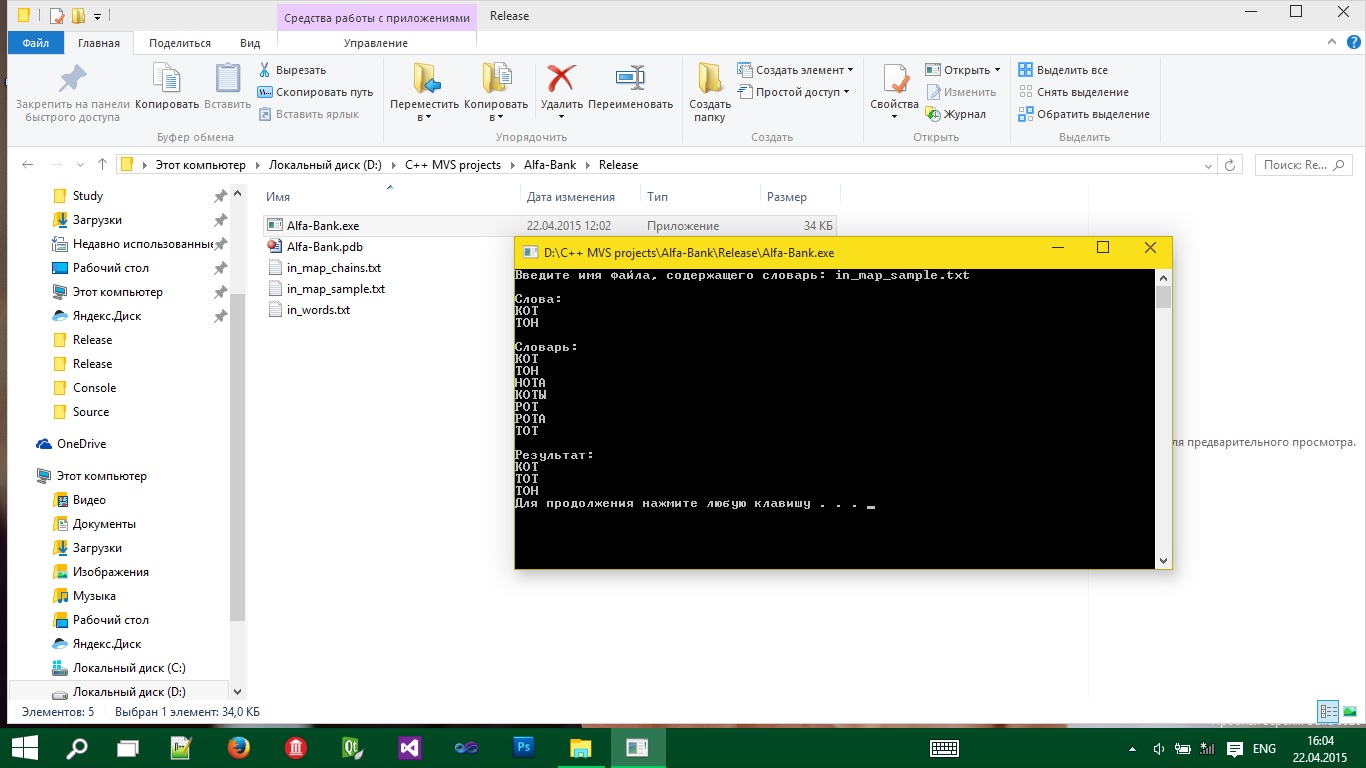 Средства работы с приложениями
Release
Файл
Главная
Поделиться
Вид
Управление
Закрепить на панели
быстрого доступа
Копировать
Вставить
Вырезать
Скопировать путь
Вставить ярлык
Буфер обмена
Переместить
в
Копировать
в
Удалить
Переименовать
Упорядочить
Создать
папку
Создать элемент
Простой доступ
Создать
Свойства
Открыть
Изменить
Журнал
Открыть
Выделить все
Снять выделение
Обратить выделение
Выделить
Этот компьютер
Локальный диск (D:)
C++ MVS projects
Alfa-Bank
Release
Поиск: Re...
Study
Загрузки
Недавно использованные
Рабочий стол
Этот компьютер
Яндекс.Диск
Release
Release
Console
Source
OneDrive
Этот компьютер
Видео
Документы
Загрузки
Изображения
Музыка
Рабочий стол
Яндекс.Диск
Локальный диск (C:)
Локальный диск (D:)
Имя
Дата изменения
Тип
Размер
Alfa-Bank.exe 22.04.2015 12:02 Приложение 34 КБ
Alfa-Bank.pdb
in_map_chains.txt
in_map_sample.txt
in_words.txt
D:\C++ MVS projects\Alfa-Bank\Release\Alfa-Bank.exe
Введите имя файла, содержащего словарь: in_map_sample.txt
Слова:
КОТ
ТОН
Словарь:
КОТ
ТОН
НОТА
КОТЫ
РОТ
РОТА
ТОТ
Результат:
КОТ
ТОТ
ТОН
Для продолжения нажмите любую клавишу . . .
ля предварительного просмотра.
Элементов: 5
Выбран 1 элемент: 34,0 КБ
Qt
Ps
ENG
16:04
22.04.2015